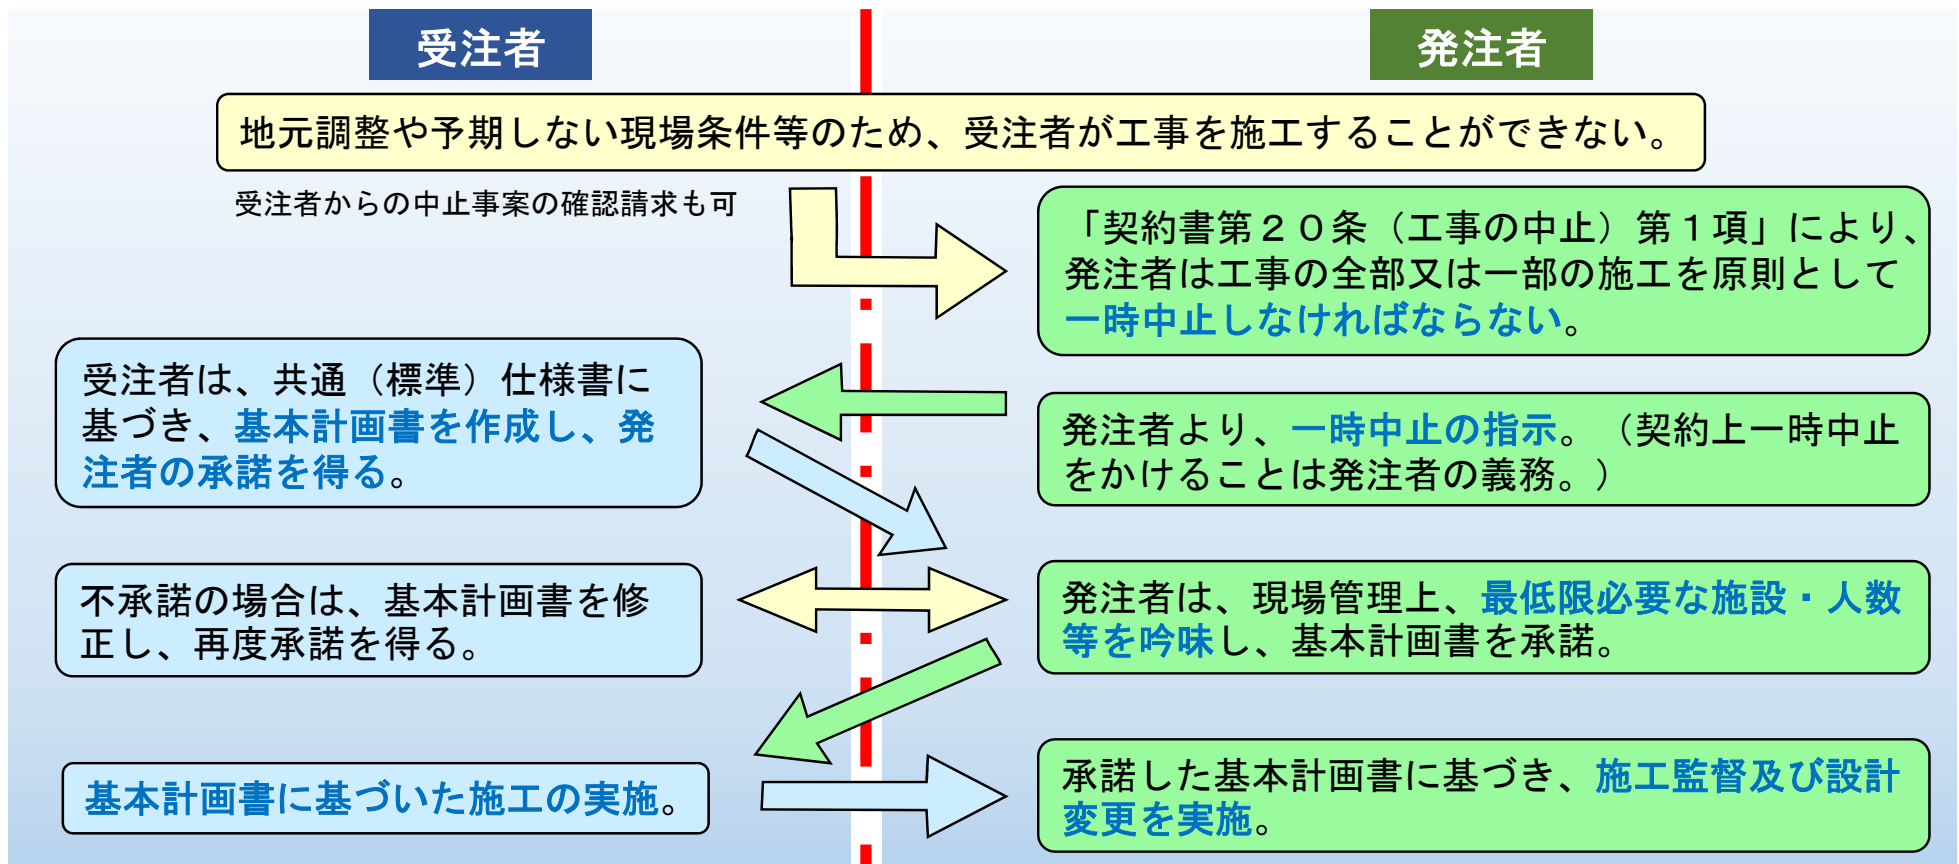 受注者
発注者
地元調整や予期しない現場条件等のため、受注者が工事を施工することができない。
受注者からの中止事案の確認請求も可
「契約書第２０条（工事の中止）第１項」により、
発注者は工事の全部又は一部の施工を原則として
一時中止しなければならない。
受注者は、共通（標準）仕様書に
基づき、基本計画書を作成し、発
注者の承諾を得る。
発注者より、一時中止の指示。（契約上一時中止
をかけることは発注者の義務。）
不承諾の場合は、基本計画書を修
正し、再度承諾を得る。
発注者は、現場管理上、最低限必要な施設・人数
等を吟味し、基本計画書を承諾。
基本計画書に基づいた施工の実施。
承諾した基本計画書に基づき、施工監督及び設計
変更を実施。